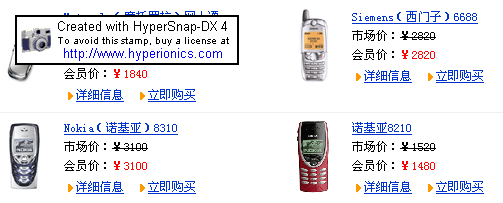 Created with HyperSnap-DX 4
To avoid this stamp, buy a license at
http://www.hyperionics.com
会员价：￥1840
详细信息 立即购买
Siemens（西门子）6688
市场价：￥2820
会员价：￥2820
详细信息 立即购买
Nokia（诺基亚）8310
市场价：￥3100
会员价：￥3100
详细信息 立即购买
诺基亚8210
市场价：￥1520
会员价：￥1480
详细信息 立即购买